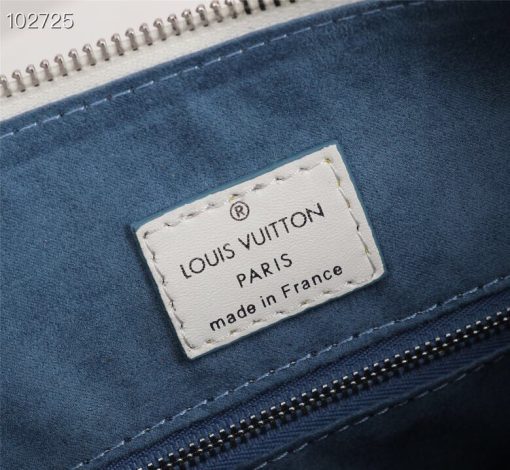 102725
®
LOUIS VUITTON
PARIS
made in France